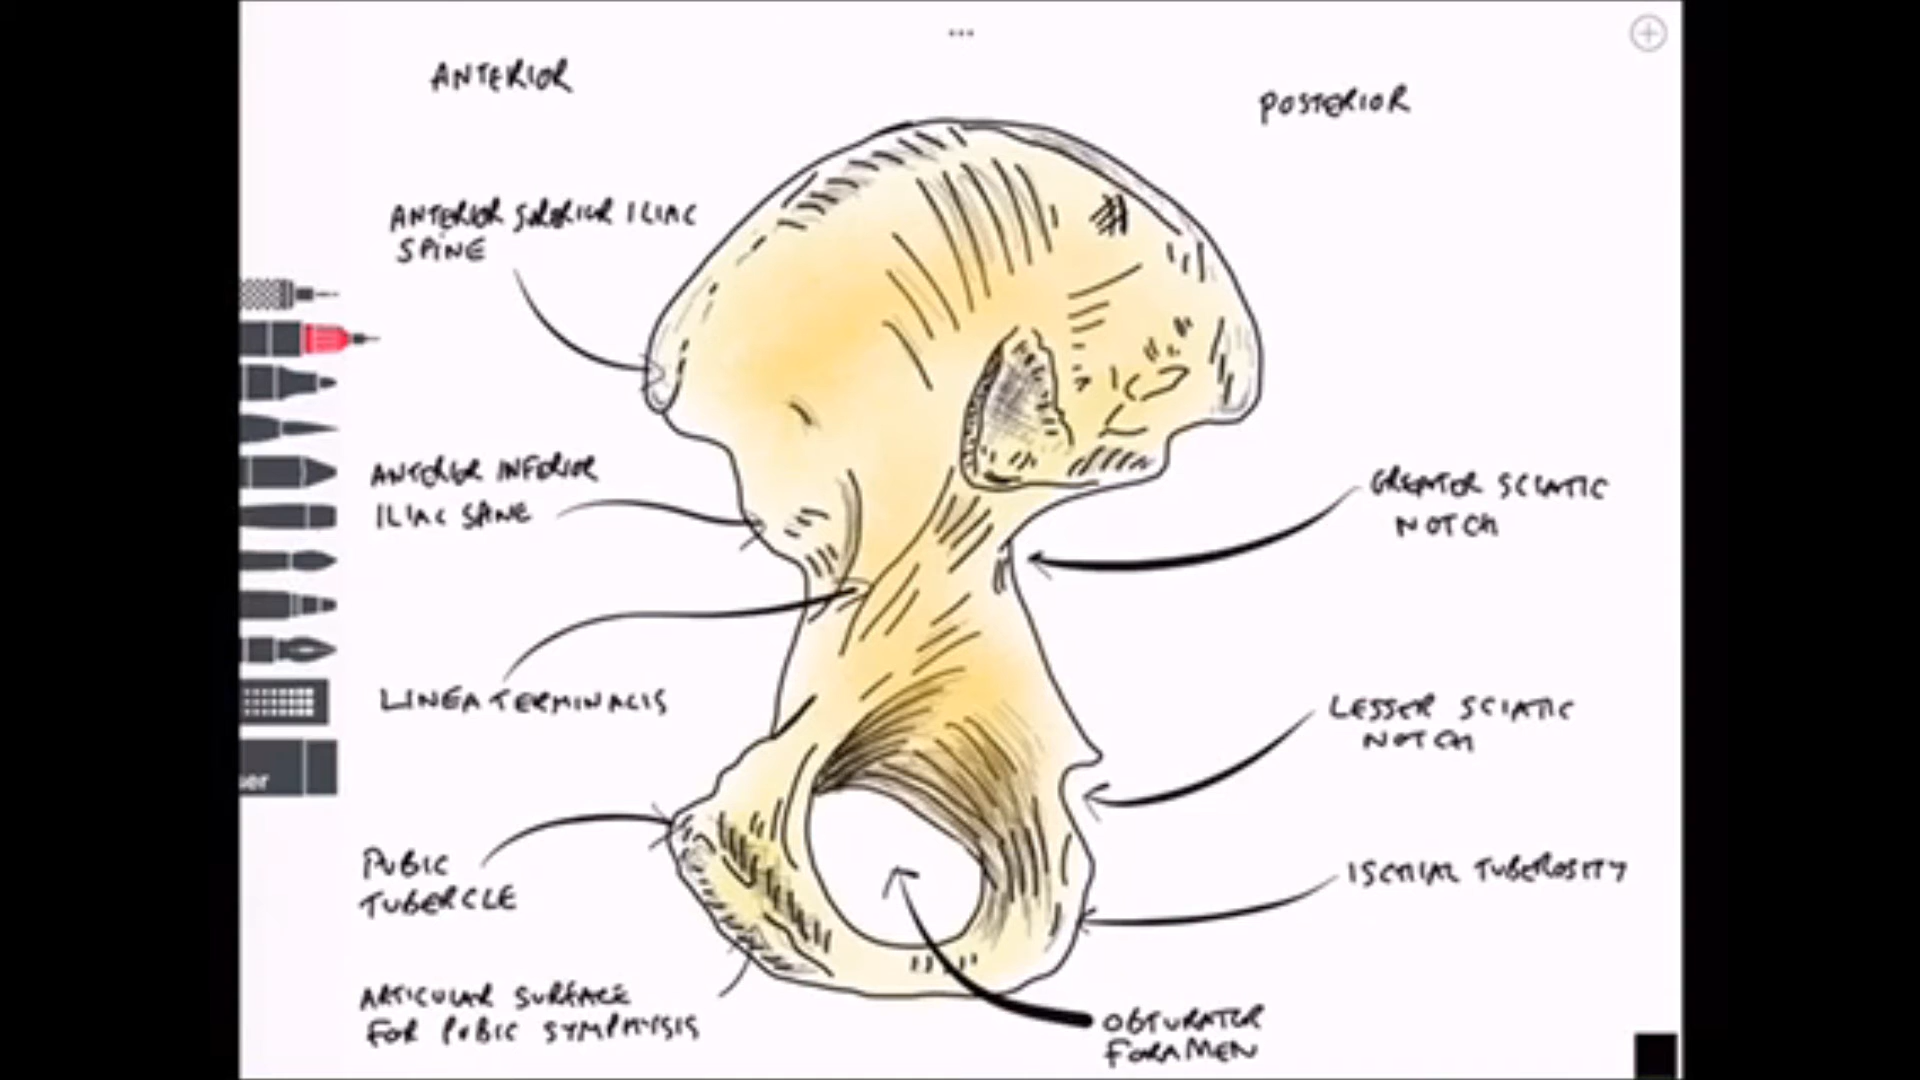 ANTERIOR
POSTERIOR
ANTERIOR SUPERIOR ILIAC
SPINE
ANTERIOR INFERIOR
ILIAC SPINE
GREATER SCIATIC
NOTCH
LINEA TERMINALIS
LESSER SCIATIC
NOTCH
PUBIC
TUBERCLE
ISCHIAL TUBEROSITY
ARTICULAR SURFACE
FOR PUBIC SYMPHYSIS
OBTURATOR
FORAMEN